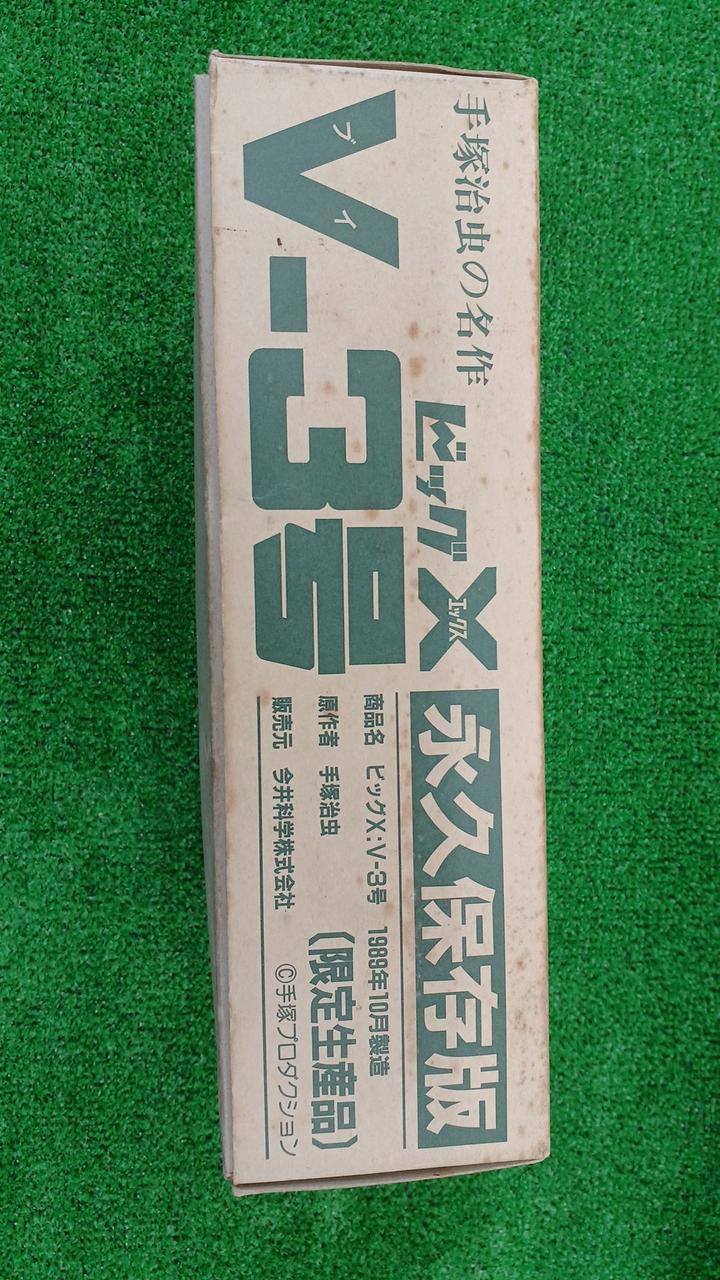 手塚治虫の名作
ビッグX
エックス
永久保存版
V-3号
ブイ
商品名 ビッグX:V-3号 1989年10月製造
原作者 手塚治虫 (限定生産品)
販売元 今井科学株式会社 ©手塚プロダクション